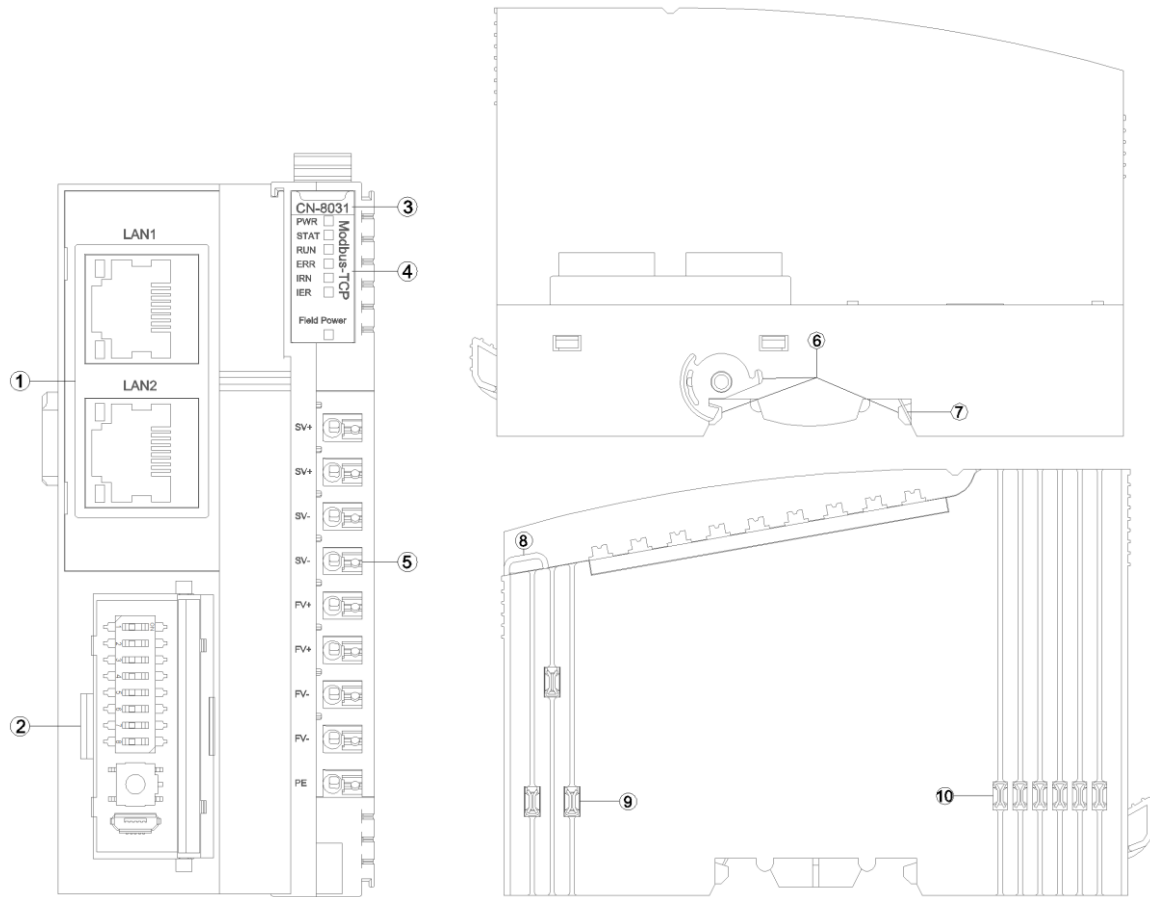 CN-8031
PWR
STAT
RUN
ERR
IRN
IER
Modbus-TCP
Field Power
LAN1
LAN2
SV+
SV+
SV-
SV-
FV+
FV+
FV-
FV-
PE
1
2
3
4
5
6
7
8
9
10